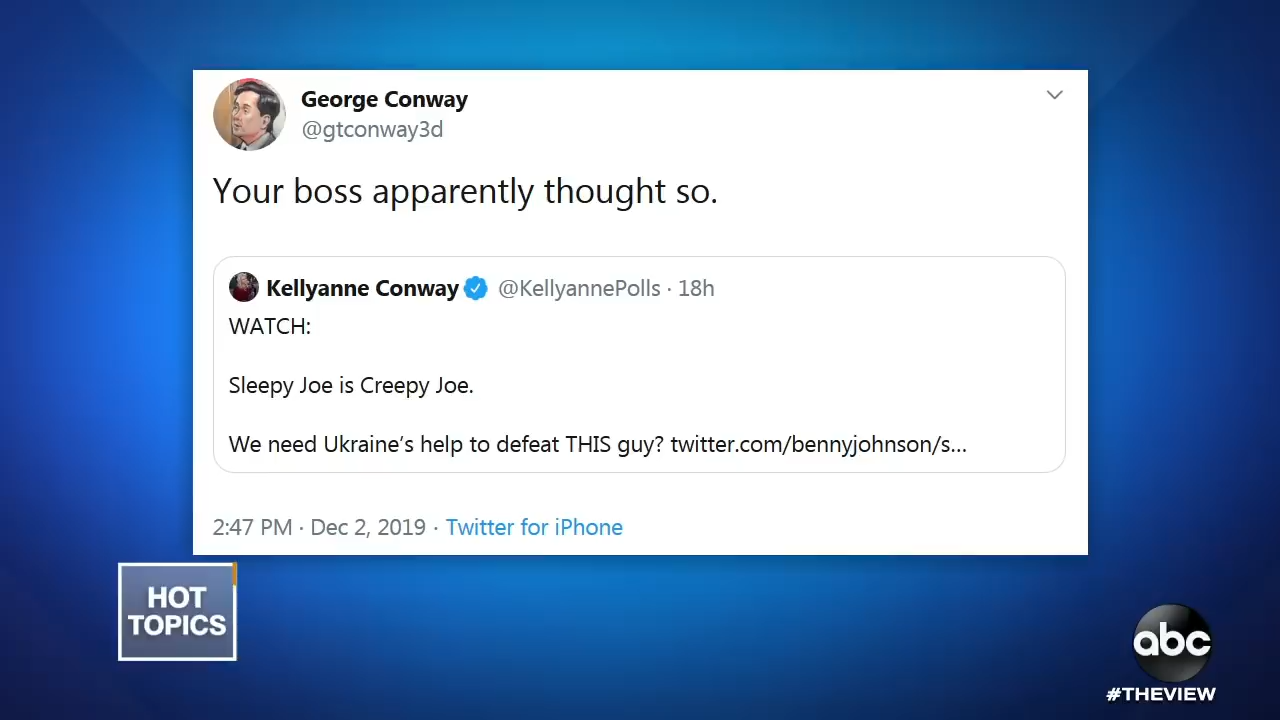 George Conway
@gtconway3d
Your boss apparently thought so.
Kellyanne Conway @KellyannePolls · 18h
WATCH:
Sleepy Joe is Creepy Joe.
We need Ukraine's help to defeat THIS guy? twitter.com/bennyjohnson/s...
2:47 PM · Dec 2, 2019 · Twitter for iPhone
HOT
TOPICS
abc
#THEVIEW